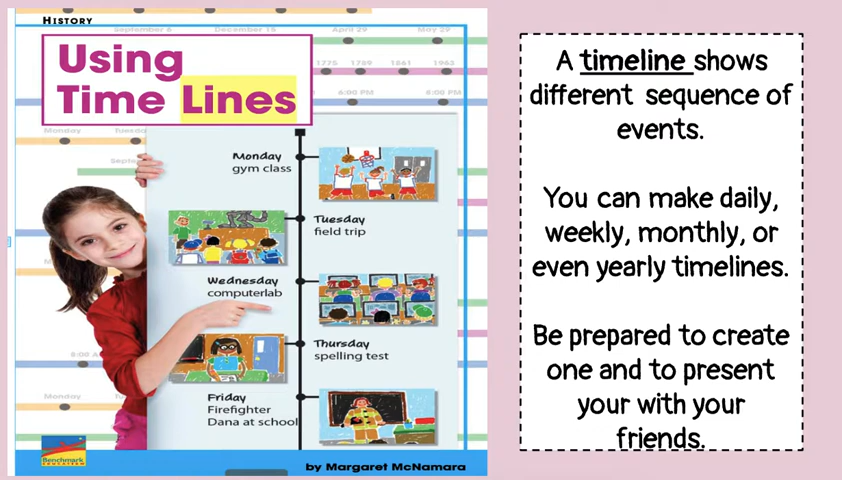 HISTORY
September 6 December 15 April 29 May 29
Using
Time Lines
1775 1789 1861 1963
6:00 PM 6:00 PM
Monday
Monday
gym class
Tuesday
field trip
Wednesday
computerlab
Thursday
spelling test
8:00 A
Monday
Friday
Firefighter
Dana at school
Benchmark
EDUCATION
by Margaret McNamara
A timeline shows
different sequence of
events.
You can make daily,
weekly, monthly, or
even yearly timelines.
Be prepared to create
one and to present
your with your
friends.